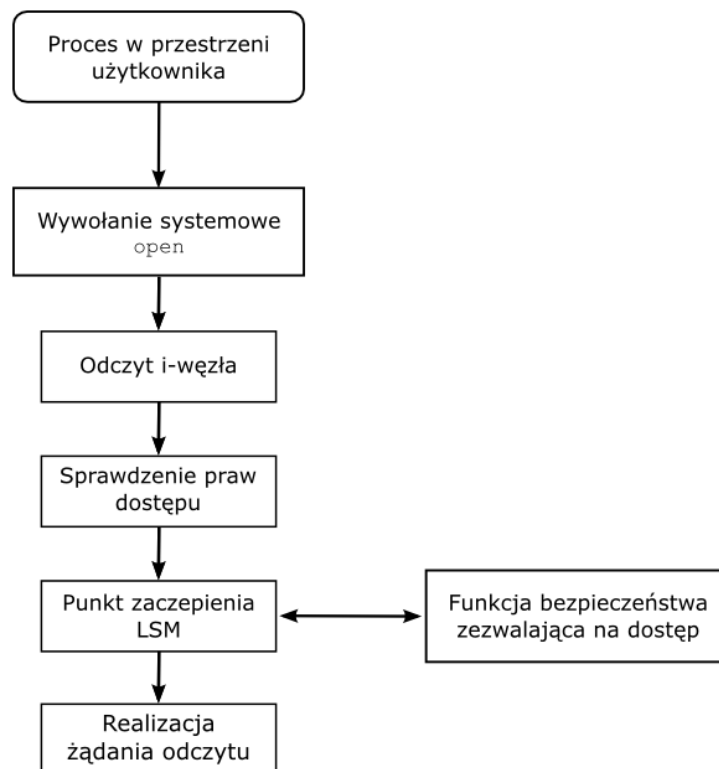 Proces w przestrzeni
użytkownika
Wywołanie systemowe
open
Odczyt i-węzła
Sprawdzenie praw
dostępu
Punkt zaczepienia
LSM
Funkcja bezpieczeństwa
zezwalająca na dostęp
Realizacja
żądania odczytu